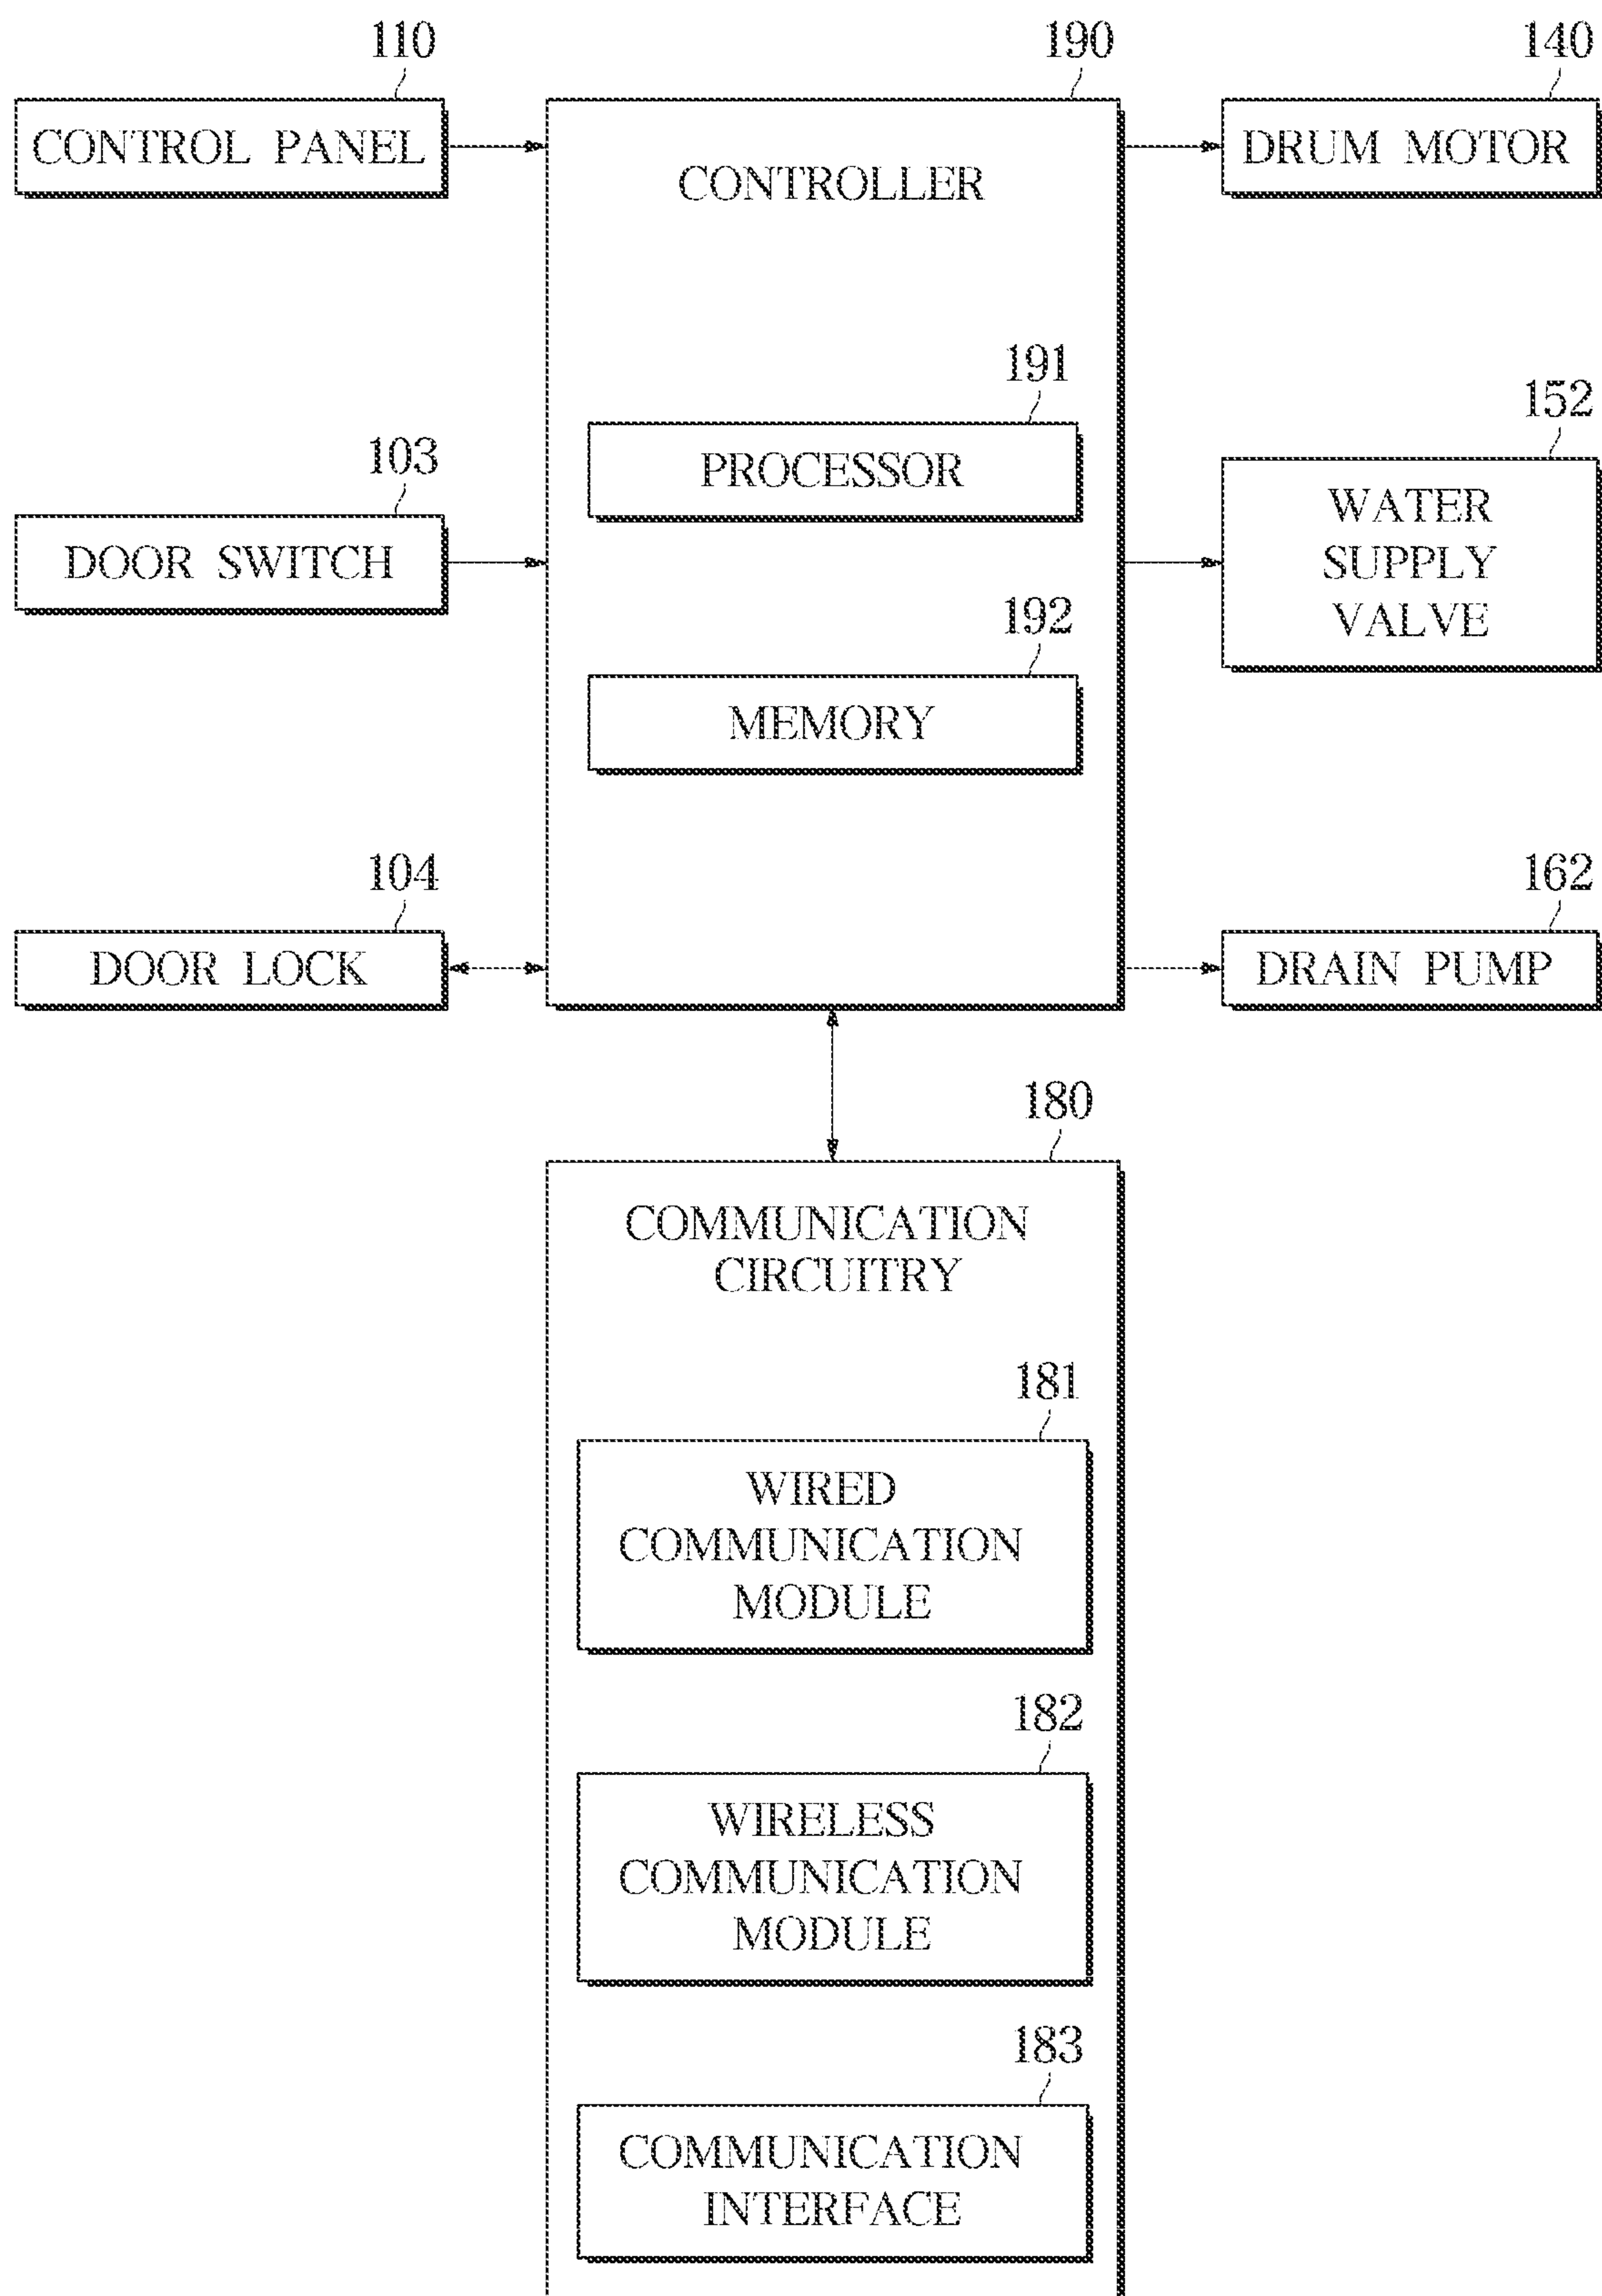 110
190
140
CONTROL PANEL
CONTROLLER
DRUM MOTOR
191
152
103
PROCESSOR
WATER
SUPPLY
VALVE
DOOR SWITCH
192
MEMORY
104
162
DOOR LOCK
DRAIN PUMP
180
COMMUNICATION
CIRCUITRY
181
WIRED
COMMUNICATION
MODULE
182
WIRELESS
COMMUNICATION
MODULE
183
COMMUNICATION
INTERFACE